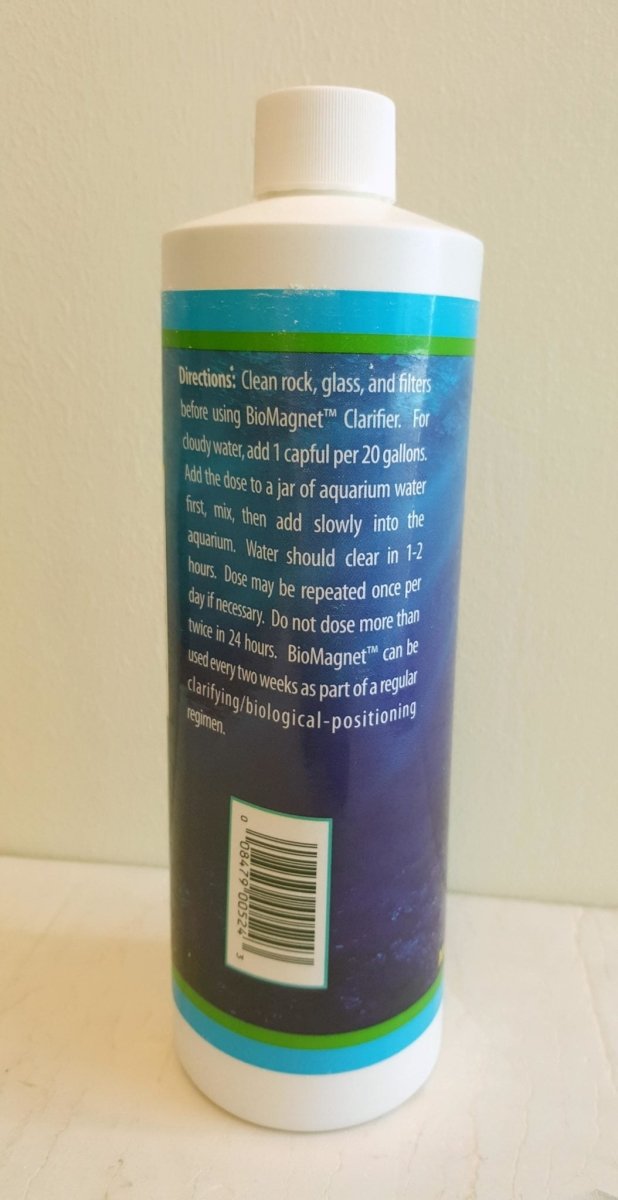 Directions: Clean rock, glass, and filters
before using BioMagnet™ Clarifier. For
cloudy water, add 1 capful per 20 gallons.
Add the dose to a jar of aquarium water
first, mix, then add slowly into the
aquarium. Water should clear in 1-2
hours. Dose may be repeated once per
day if necessary. Do not dose more than
twice in 24 hours. BioMagnet™ can be
used every two weeks as part of a regular
clarifying/biological-positioning
regimen.
0 08479 00524 3